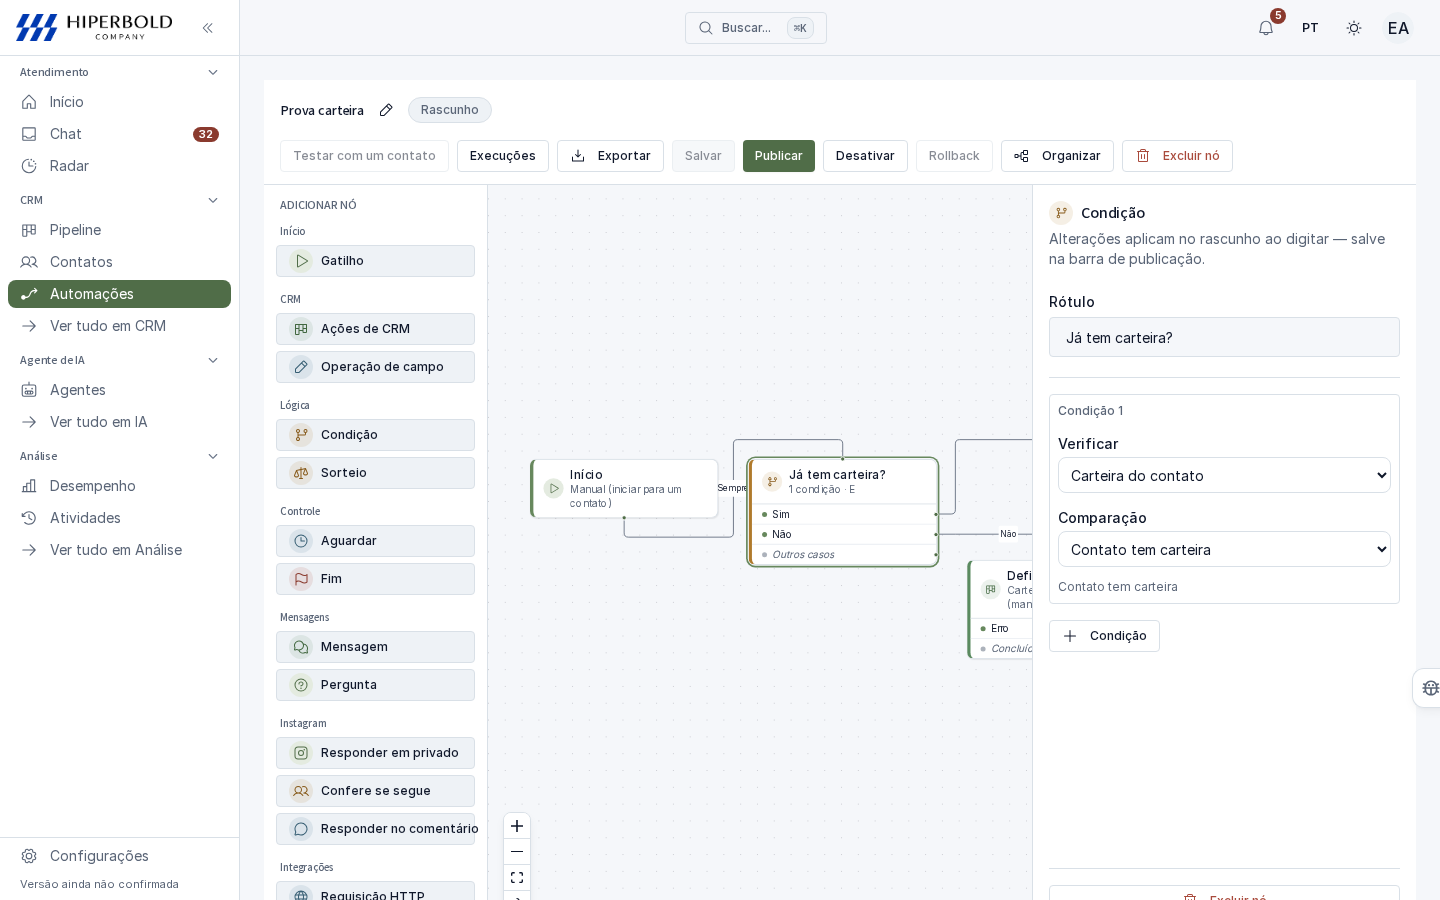 HIPERBOLD
COMPANY
Buscar...
⌘K
5
PT
EA
Atendimento
Início
Chat
32
Radar
CRM
Pipeline
Contatos
Automações
Ver tudo em CRM
Agente de IA
Agentes
Ver tudo em IA
Análise
Desempenho
Atividades
Ver tudo em Análise
Configurações
Versão ainda não confirmada
Prova carteira
Rascunho
Testar com um contato
Execuções
Exportar
Salvar
Publicar
Desativar
Rollback
Organizar
Excluir nó
ADICIONAR NÓ
Início
Gatilho
CRM
Ações de CRM
Operação de campo
Lógica
Condição
Sorteio
Controle
Aguardar
Fim
Mensagens
Mensagem
Pergunta
Instagram
Responder em privado
Confere se segue
Responder no comentário
Integrações
Requisição HTTP
Início
Manual (iniciar para um
contato)
Sempre
Já tem carteira?
1 condição · E
Sim
Não
Outros casos
Não
Defi
Carte
(man
Erro
Concluíd
Condição
Alterações aplicam no rascunho ao digitar — salve
na barra de publicação.
Rótulo
Já tem carteira?
Condição 1
Verificar
Carteira do contato
Comparação
Contato tem carteira
Contato tem carteira
Condição
Excluir nó